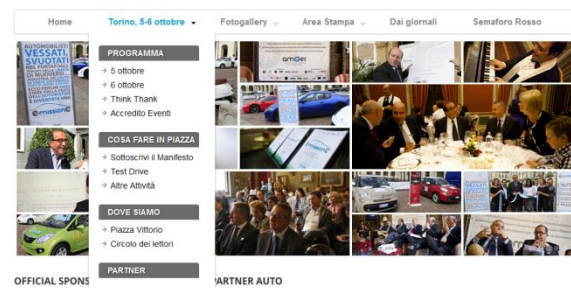 Home Torino, 5-6 ottobre Fotogallery Area Stampa Dai giornali Semaforo Rosso
PROGRAMMA
5 ottobre
6 ottobre
Think Thank
Accredito Eventi
COSA FARE IN PIAZZA
Sottoscrivi il Manifesto
Test Drive
Altre Attività
DOVE SIAMO
Piazza Vittorio
Circolo dei lettori
PARTNER
AUTOMOBILISTI
VESSATI,
SVUOTATI
NEL PORTAFOGLI
OFFICIAL SPONS
PARTNER AUTO